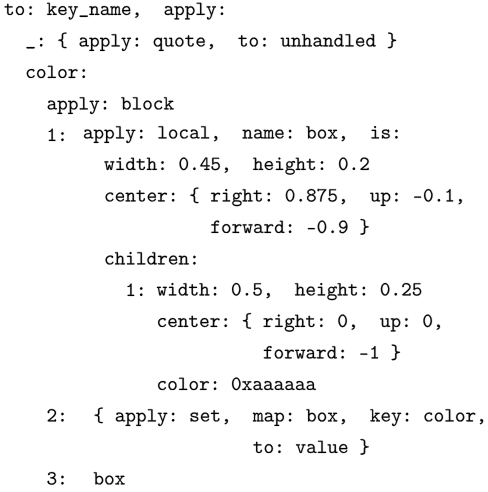 to: key_name, apply:
_: { apply: quote, to: unhandled }
color:
apply: block
1: apply: local, name: box, is:
width: 0.45, height: 0.2
center: { right: 0.875, up: -0.1,
forward: -0.9 }
children:
1: width: 0.5, height: 0.25
center: { right: 0, up: 0,
forward: -1 }
color: 0xaaaaaa
2: { apply: set, map: box, key: color,
to: value }
3: box